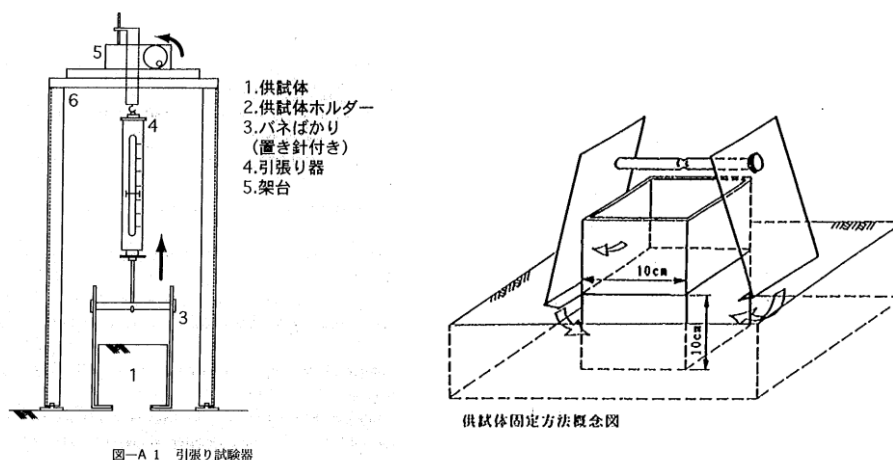 5
6
4
3
1
1.供試体
2.供試体ホルダー
3.バネばかり
(置き針付き)
4.引張り器
5.架台
図—A 1 引張り試験器
10cm
10cm
供試体固定方法概念図